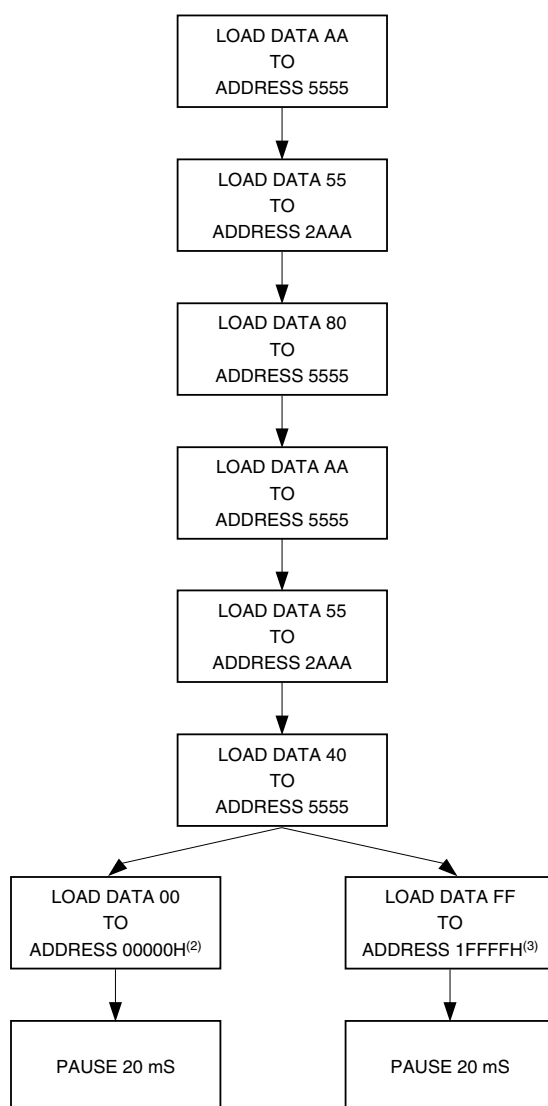 LOAD DATA AA
TO
ADDRESS 5555
LOAD DATA 55
TO
ADDRESS 2AAA
LOAD DATA 80
TO
ADDRESS 5555
LOAD DATA AA
TO
ADDRESS 5555
LOAD DATA 55
TO
ADDRESS 2AAA
LOAD DATA 40
TO
ADDRESS 5555
LOAD DATA 00
TO
ADDRESS 00000H(2)
LOAD DATA FF
TO
ADDRESS 1FFFFH(3)
PAUSE 20 mS
PAUSE 20 mS